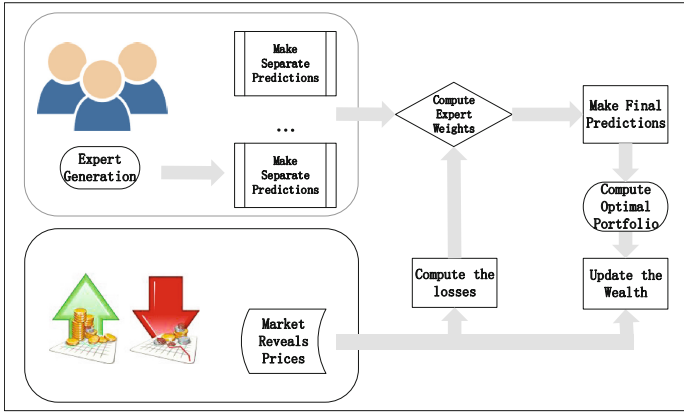 Make
Separate
Predictions
...
Expert
Generation
Make
Separate
Predictions
Compute
Expert
Weights
Make Final
Predictions
Compute
Optimal
Portfolio
Compute the
losses
Update the
Wealth
Market
Reveals
Prices